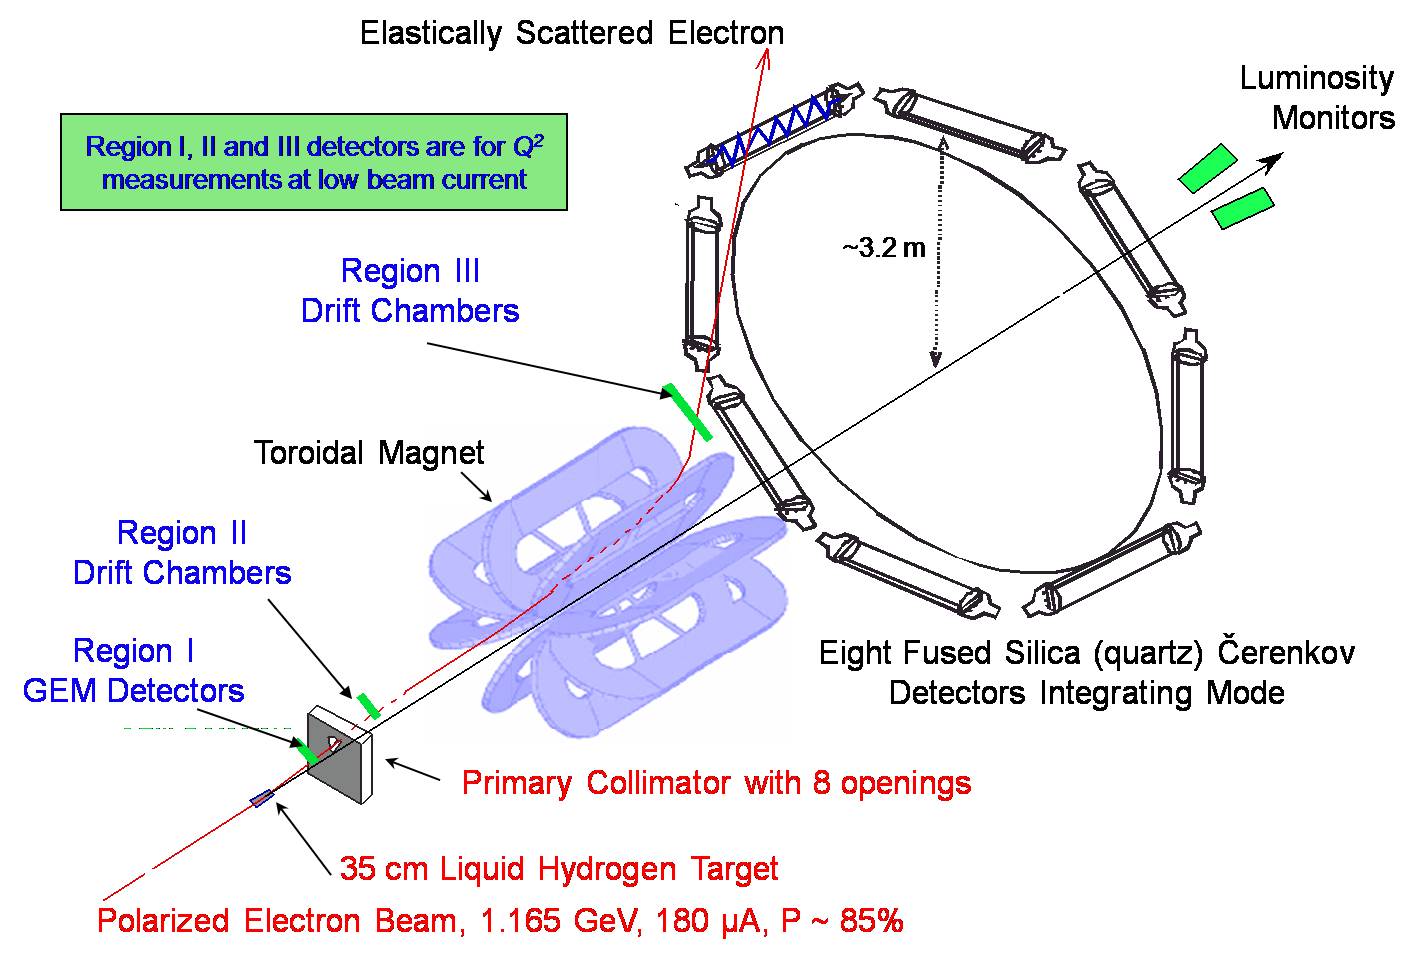 Elastically Scattered Electron
Luminosity
Monitors
Region I, II and III detectors are for Q²
measurements at low beam current
~3.2 m
Region III
Drift Chambers
Toroidal Magnet
Region II
Drift Chambers
Region I
GEM Detectors
Eight Fused Silica (quartz) Čerenkov
Detectors Integrating Mode
Primary Collimator with 8 openings
35 cm Liquid Hydrogen Target
Polarized Electron Beam, 1.165 GeV, 180 µA, P ~ 85%